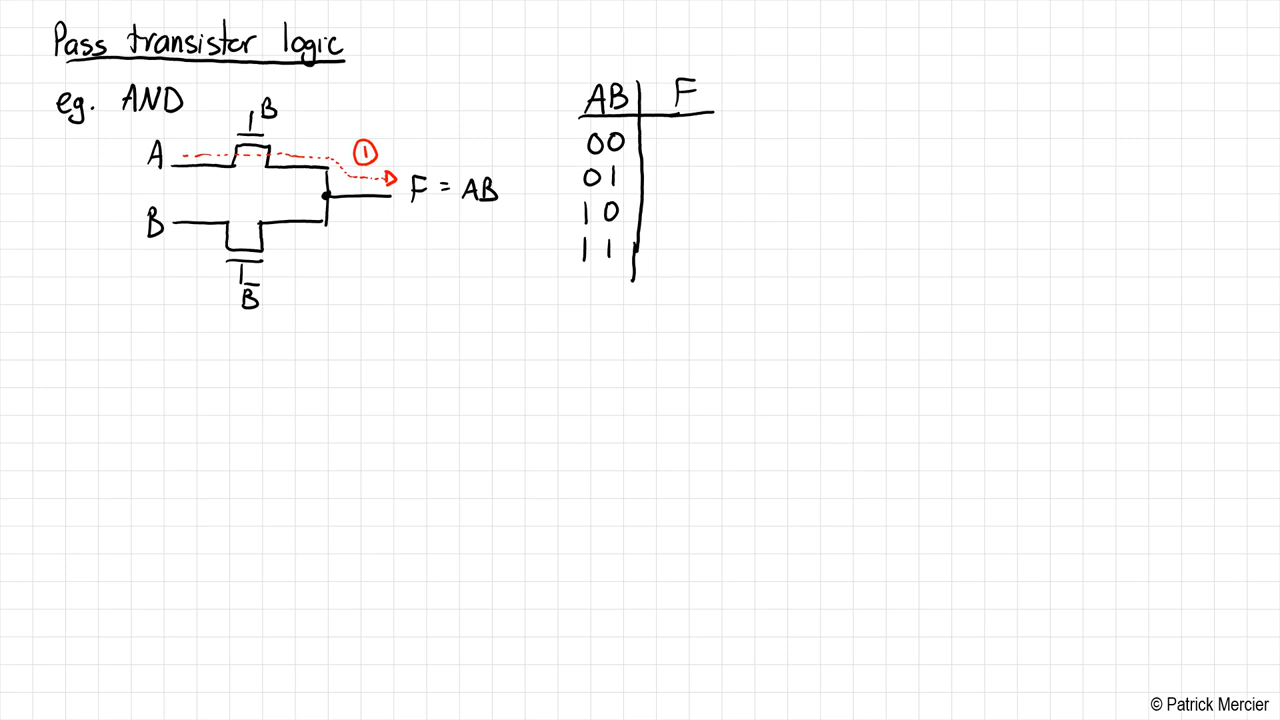 Pass transistor logic
eg. AND
B
A
①
F = AB
B
B̅
AB F
00
01
10
11
© Patrick Mercier